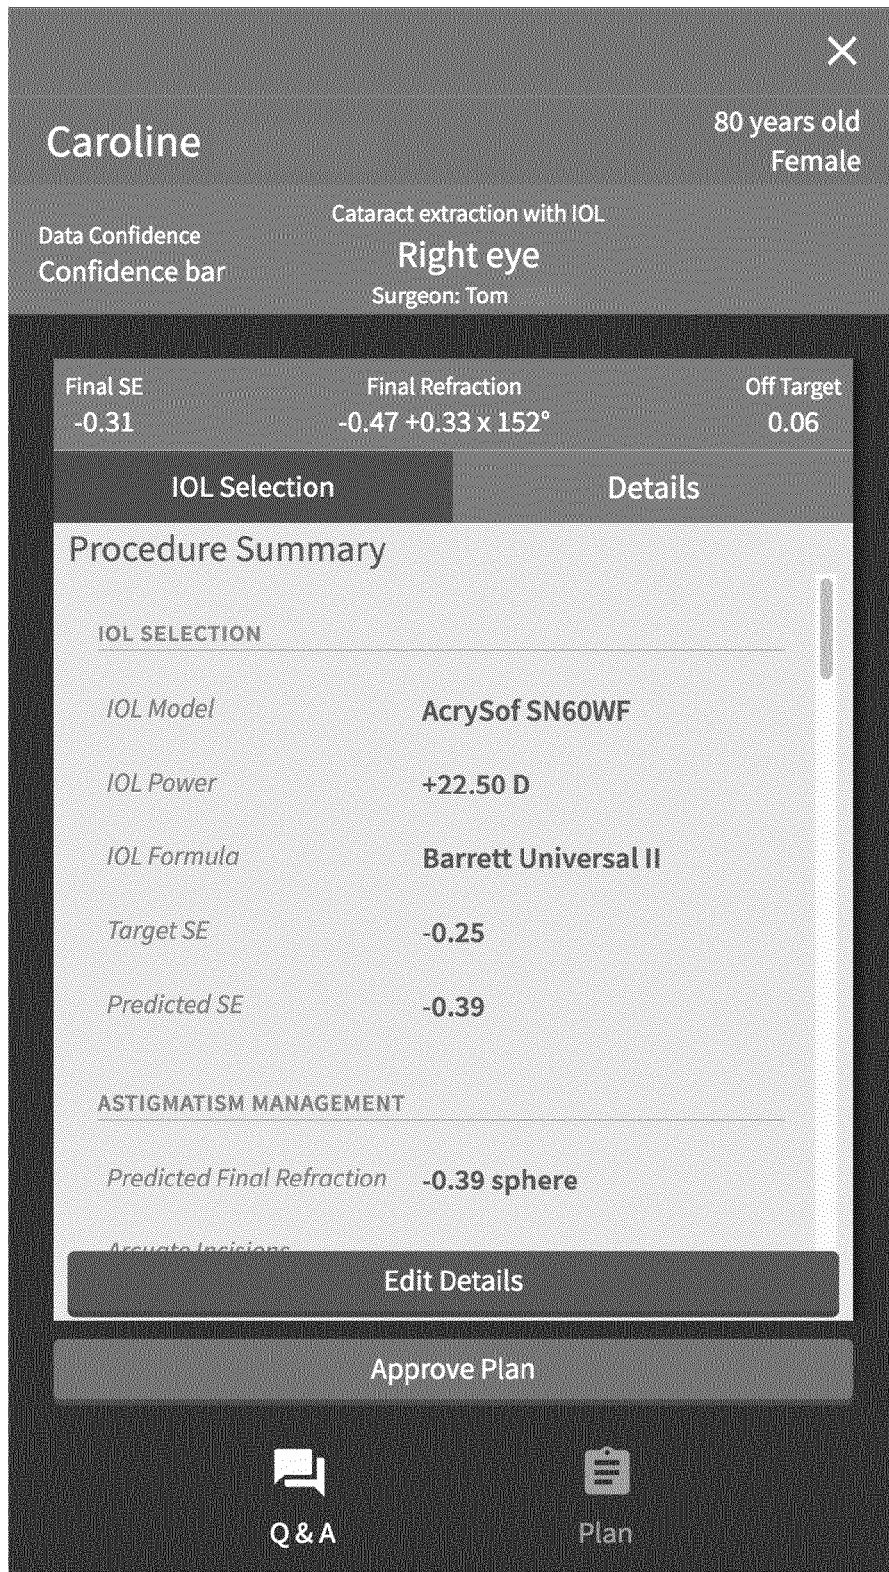 Caroline
80 years old
Female
Data Confidence
Confidence bar
Cataract extraction with IOL
Right eye
Surgeon: Tom
Final SE
-0.31
Final Refraction
-0.47 +0.33 x 152°
Off Target
0.06
IOL Selection
Details
Procedure Summary
IOL SELECTION
IOL Model AcrySof SN60WF
IOL Power +22.50 D
IOL Formula Barrett Universal II
Target SE -0.25
Predicted SE -0.39
ASTIGMATISM MANAGEMENT
Predicted Final Refraction -0.39 sphere
Arcuate Incisions
Edit Details
Approve Plan
Q & A
Plan